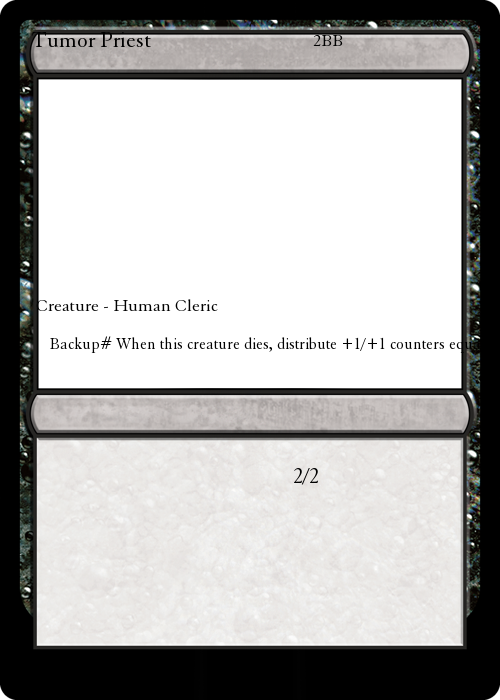 Tumor Priest 2BB
Creature - Human Cleric
Backup# When this creature dies, distribute +1/+1 counters
2/2